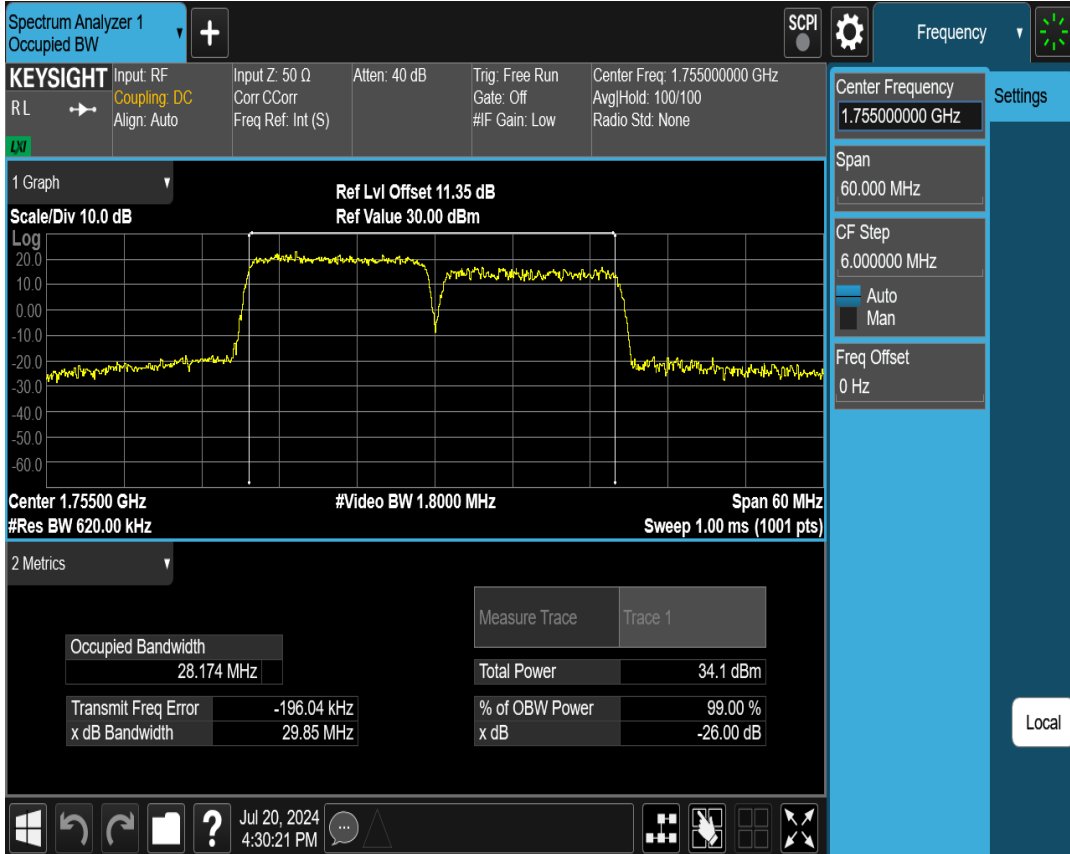 Spectrum Analyzer 1
Occupied BW
+
SCPI
Frequency
KEYSIGHT
RL
LXI
Input: RF
Coupling: DC
Align: Auto
Input Z: 50 Ω
Corr CCorr
Freq Ref: Int (S)
Atten: 40 dB
Trig: Free Run
Gate: Off
#IF Gain: Low
Center Freq: 1.755000000 GHz
Avg|Hold: 100/100
Radio Std: None
Center Frequency
1.755000000 GHz
Settings
Span
60.000 MHz
CF Step
6.000000 MHz
Auto
Man
Freq Offset
0 Hz
Local
1 Graph
Ref Lvl Offset 11.35 dB
Scale/Div 10.0 dB
Ref Value 30.00 dBm
Log
20.0
10.0
0.00
-10.0
-20.0
-30.0
-40.0
-50.0
-60.0
Center 1.75500 GHz
#Video BW 1.8000 MHz
Span 60 MHz
#Res BW 620.00 kHz
Sweep 1.00 ms (1001 pts)
2 Metrics
Measure Trace
Trace 1
Occupied Bandwidth
28.174 MHz
Total Power
34.1 dBm
Transmit Freq Error
-196.04 kHz
% of OBW Power
99.00 %
x dB Bandwidth
29.85 MHz
x dB
-26.00 dB
?
Jul 20, 2024
4:30:21 PM